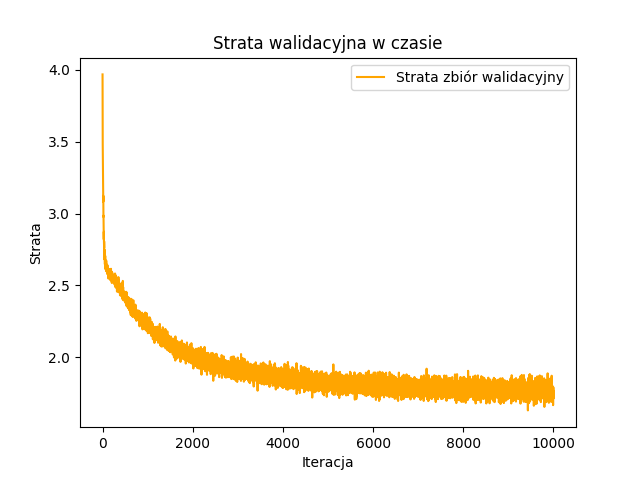 Strata walidacyjna w czasie
Strata zbiór walidacyjny
4.0
3.5
3.0
2.5
2.0
Strata
0 2000 4000 6000 8000 10000
Iteracja